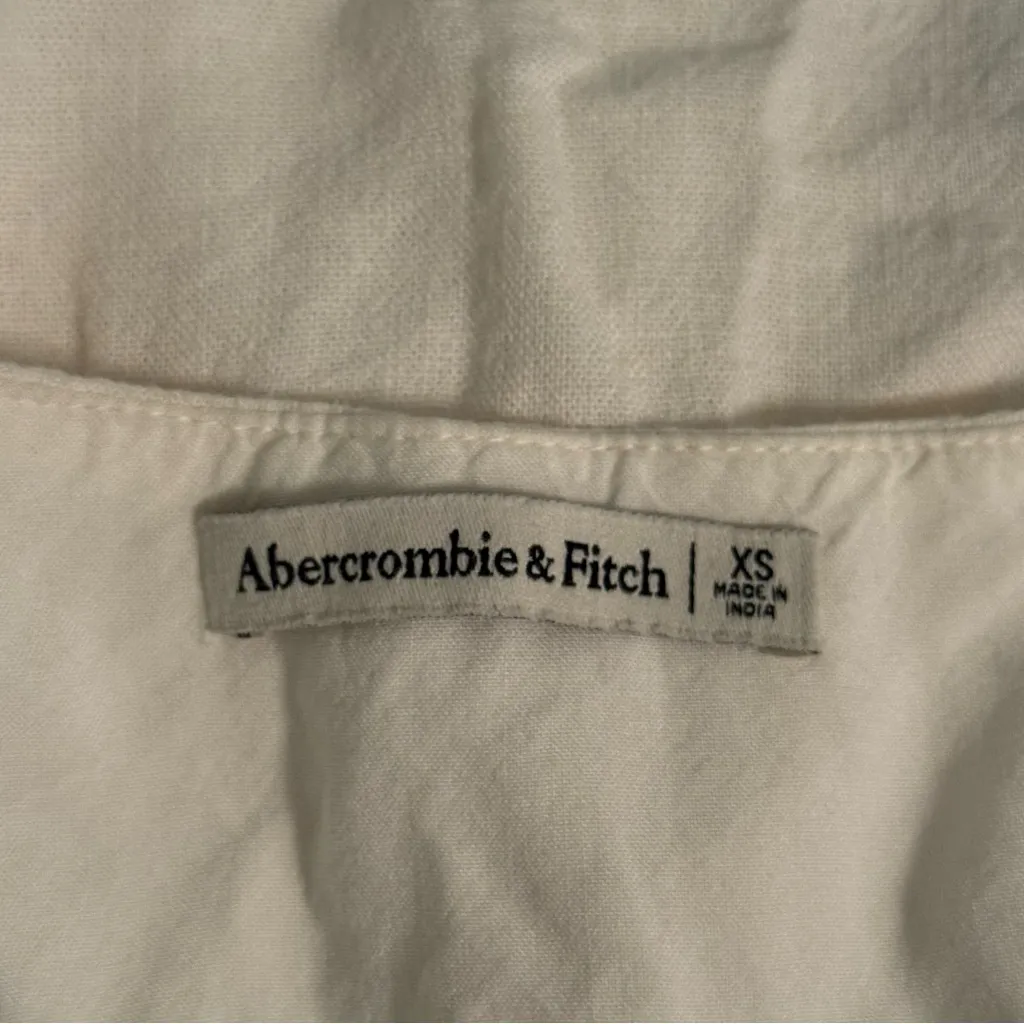 Abercrombie & Fitch | XS
MADE IN
INDIA